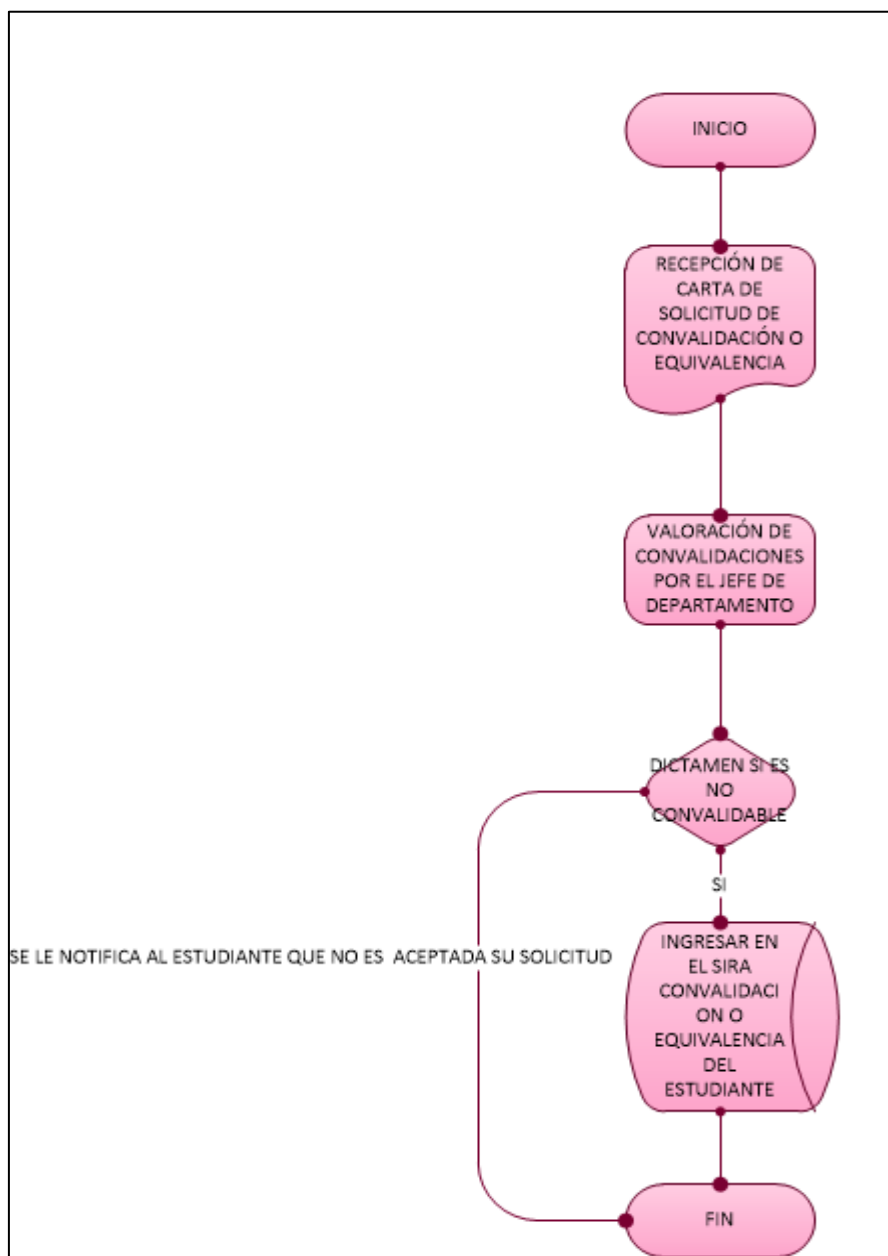 INICIO
RECEPCIÓN DE
CARTA DE
SOLICITUD DE
CONVALIDACIÓN O
EQUIVALENCIA
VALORACIÓN DE
CONVALIDACIONES
POR EL JEFE DE
DEPARTAMENTO
DICTAMEN SI ES
NO
CONVALIDABLE
SI
SE LE NOTIFICA AL ESTUDIANTE QUE NO ES  ACEPTADA SU SOLICITUD
INGRESAR EN
EL SIRA
CONVALIDACI
ON O
EQUIVALENCIA
DEL
ESTUDIANTE
FIN